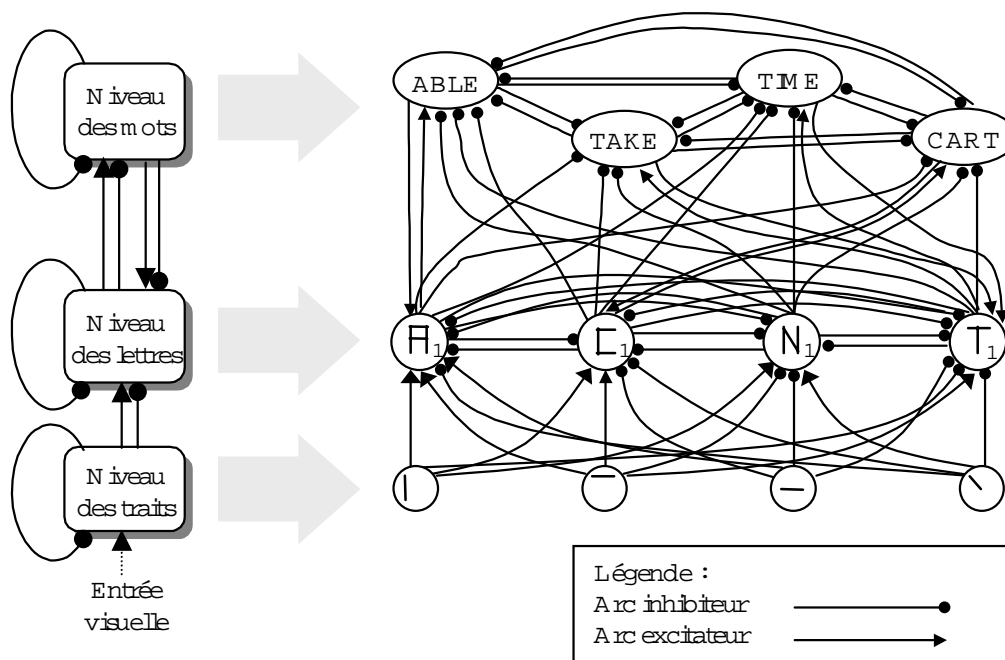 Niveau
des mots
Niveau
des lettres
Niveau
des traits
Entrée
visuelle
ABLE
TIME
TAKE
CART
A1
C1
N1
T1
Légende :
Arc inhibiteur
Arc excitateur